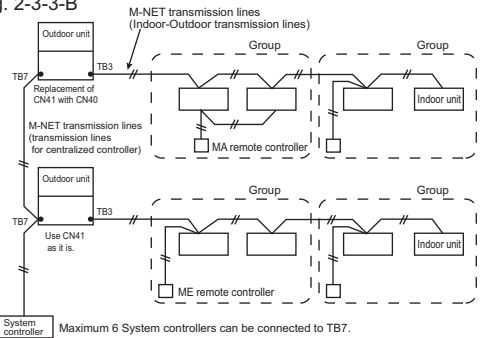 g. 2-3-3-B
M-NET transmission lines
(Indoor-Outdoor transmission lines)
Outdoor unit
TB3
TB7
Replacement of
CN41 with CN40
Group
Group
Indoor unit
MA remote controller
M-NET transmission lines
(transmission lines
for centralized controller)
Outdoor unit
TB3
TB7
Use CN41
as it is.
Group
Group
Indoor unit
ME remote controller
System
controller
Maximum 6 System controllers can be connected to TB7.